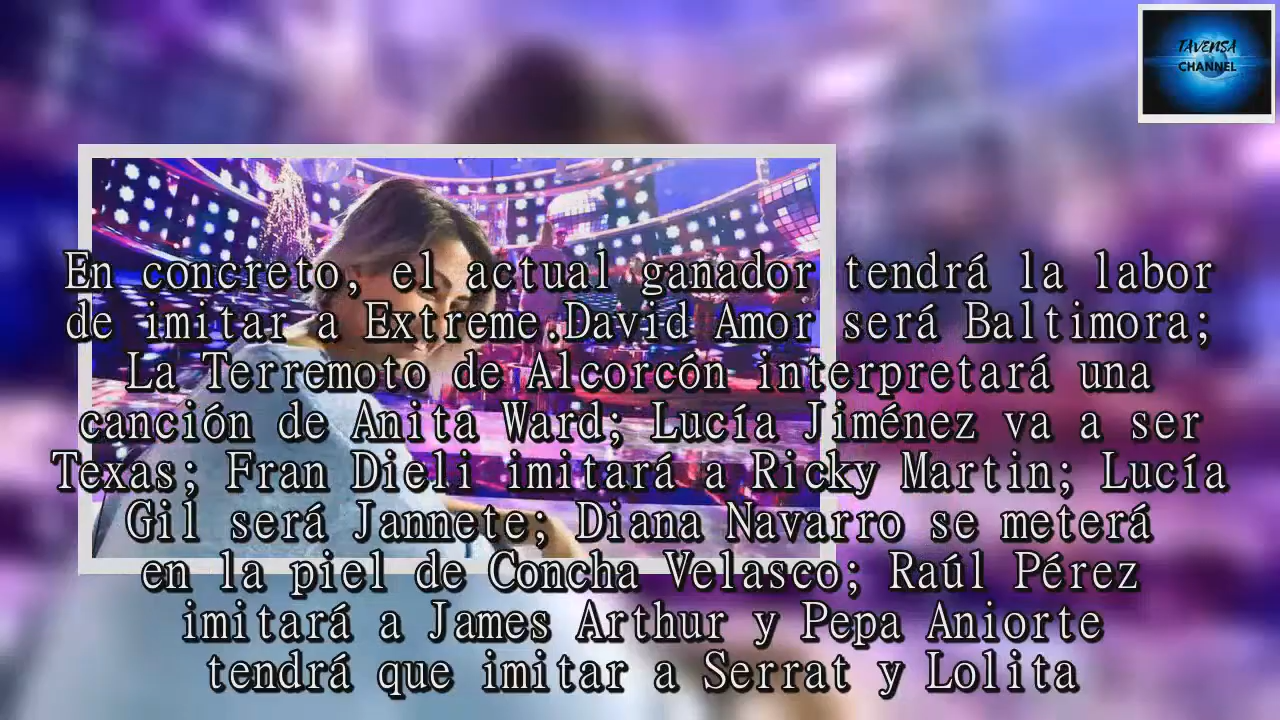 TAVENSA
CHANNEL
En concreto, el actual ganador tendrá la labor
de imitar a Extreme.David Amor será Baltimora;
La Terremoto de Alcorcón interpretará una
canción de Anita Ward; Lucía Jiménez va a ser
Texas; Fran Dieli imitará a Ricky Martin; Lucía
Gil será Jannete; Diana Navarro se meterá
en la piel de Concha Velasco; Raúl Pérez
imitará a James Arthur y Pepa Aniorte
tendrá que imitar a Serrat y Lolita